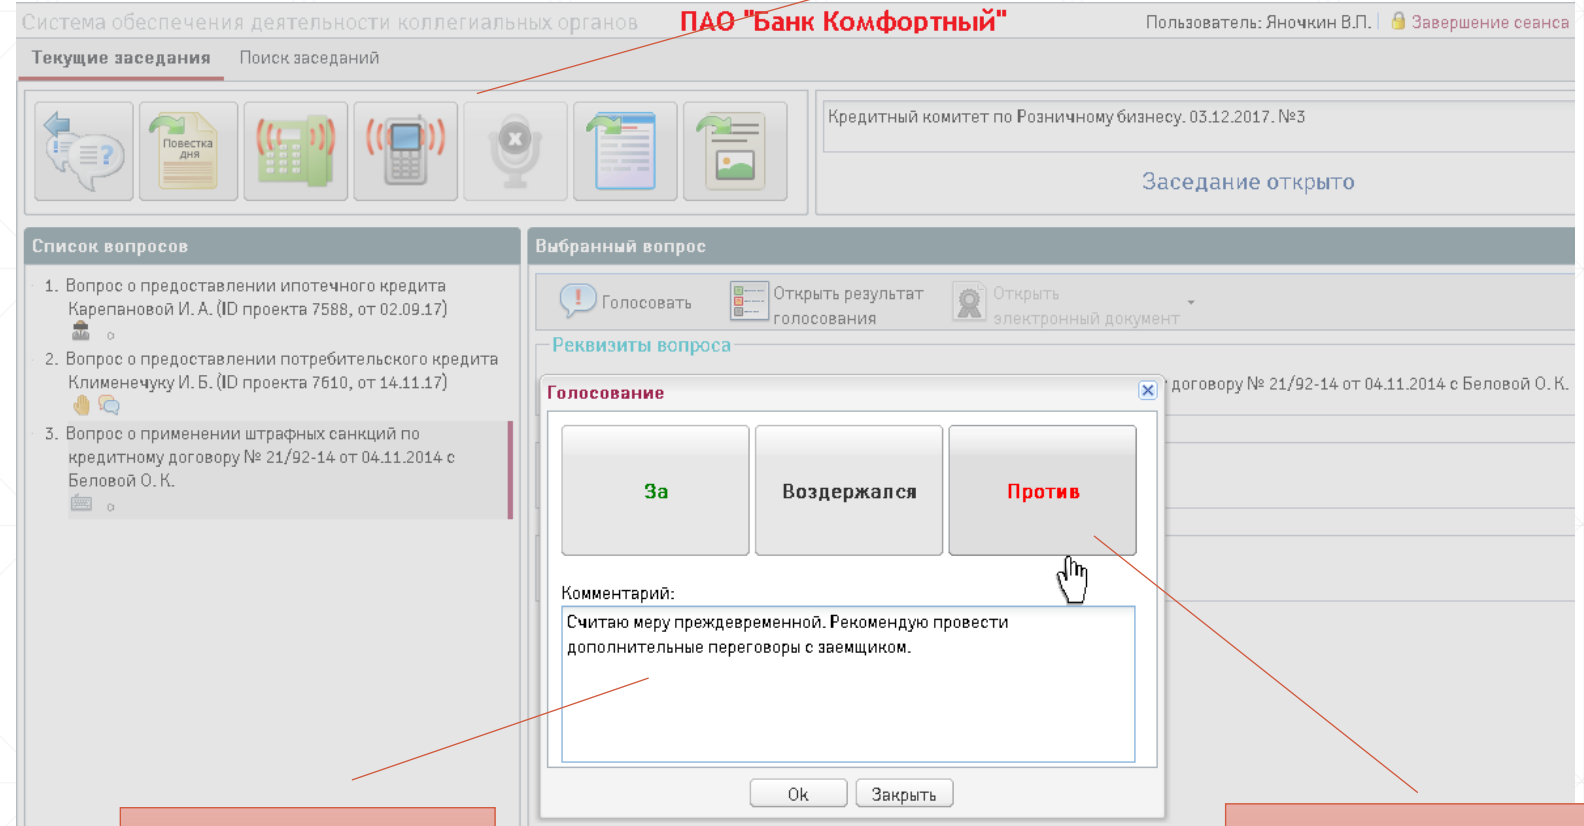 Система обеспечения деятельности коллегиальных органов
ПАО "Банк Комфортный"
Пользователь: Яночкин В.П.
Завершение сеанса
Текущие заседания
Поиск заседаний
Повестка
дня
Кредитный комитет по Розничному бизнесу. 03.12.2017. №3
Заседание открыто
Список вопросов
1. Вопрос о предоставлении ипотечного кредита
Карепановой И. А. (ID проекта 7588, от 02.09.17)
2. Вопрос о предоставлении потребительского кредита
Клименечуку И. Б. (ID проекта 7610, от 14.11.17)
3. Вопрос о применении штрафных санкций по
кредитному договору № 21/92-14 от 04.11.2014 с
Беловой О. К.
Выбранный вопрос
Голосовать
Открыть результат
голосования
Открыть
электронный документ
Реквизиты вопроса
договору № 21/92-14 от 04.11.2014 с Беловой О. К.
Голосование
За
Воздержался
Против
Комментарий:
Считаю меру преждевременной. Рекомендую провести
дополнительные переговоры с заемщиком.
Ok
Закрыть